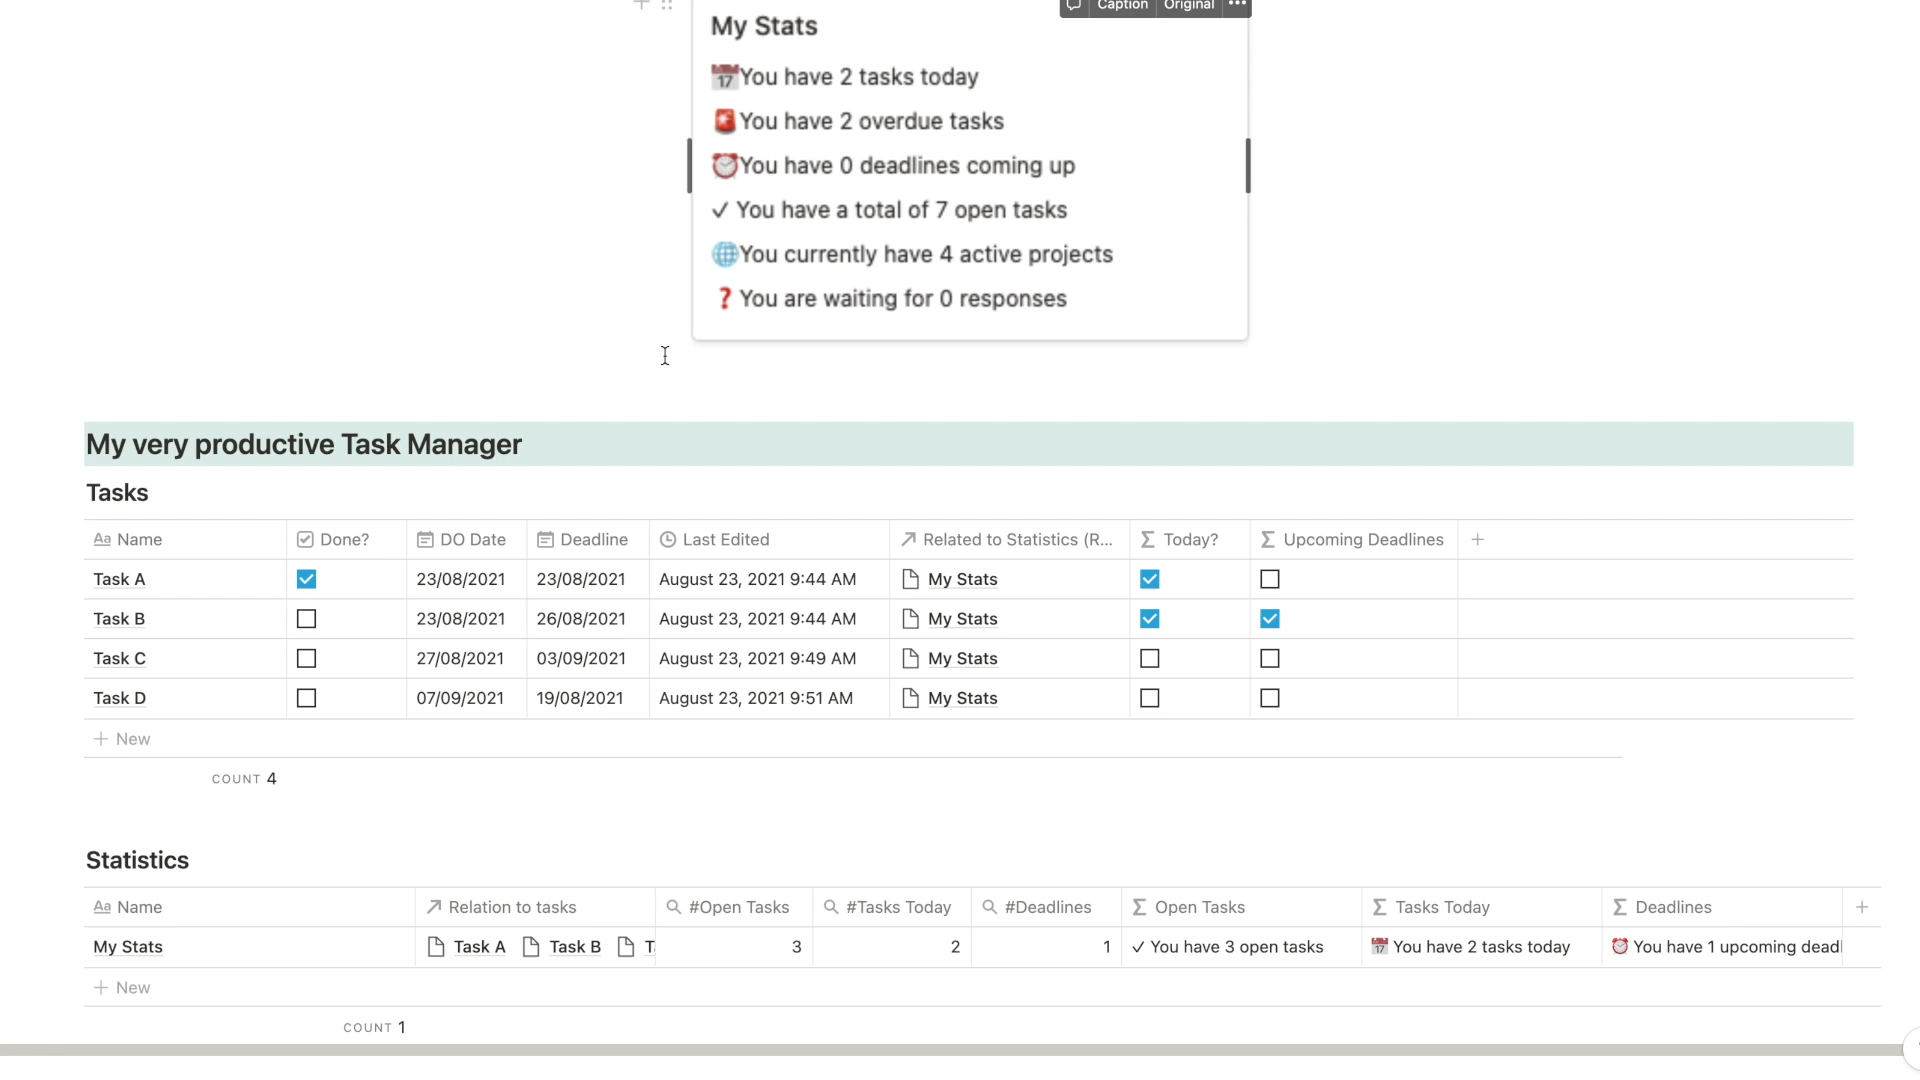 Caption Original •••
My Stats
📅You have 2 tasks today
🚨You have 2 overdue tasks
⏰You have 0 deadlines coming up
✓ You have a total of 7 open tasks
🌐You currently have 4 active projects
❓You are waiting for 0 responses
My very productive Task Manager
Tasks
Aa Name Done? DO Date Deadline Last Edited Related to Statistics (R... Σ Today? Σ Upcoming Deadlines +
Task A 23/08/2021 23/08/2021 August 23, 2021 9:44 AM My Stats
Task B 23/08/2021 26/08/2021 August 23, 2021 9:44 AM My Stats
Task C 27/08/2021 03/09/2021 August 23, 2021 9:49 AM My Stats
Task D 07/09/2021 19/08/2021 August 23, 2021 9:51 AM My Stats
+ New
COUNT 4
Statistics
Aa Name Relation to tasks #Open Tasks #Tasks Today #Deadlines Σ Open Tasks Σ Tasks Today Σ Deadlines +
My Stats Task A Task B T 3 2 1 ✓ You have 3 open tasks 📅 You have 2 tasks today ⏰ You have 1 upcoming dead
+ New
COUNT 1